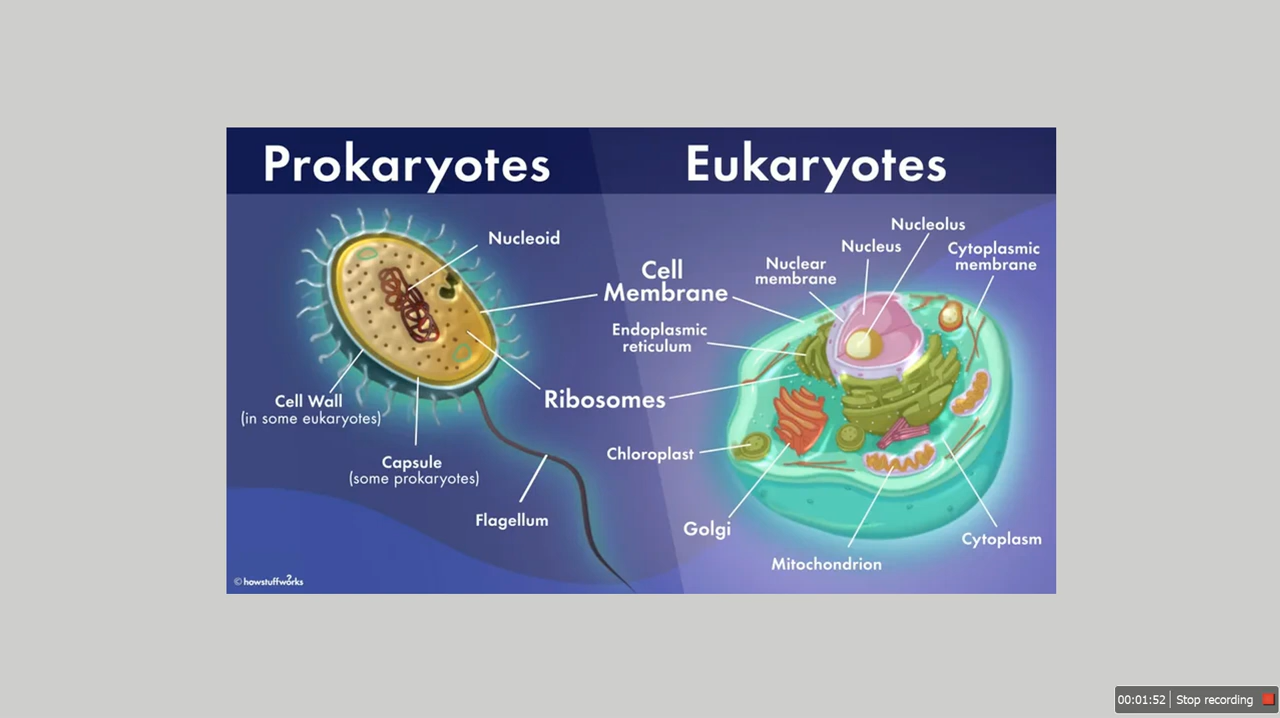 Prokaryotes
Eukaryotes
Nucleoid
Cell Wall
(in some eukaryotes)
Capsule
(some prokaryotes)
Flagellum
Cell
Membrane
Ribosomes
Nucleolus
Nucleus
Nuclear
membrane
Cytoplasmic
membrane
Endoplasmic
reticulum
Chloroplast
Golgi
Mitochondrion
Cytoplasm
© howstuffworks
00:01:52 Stop recording